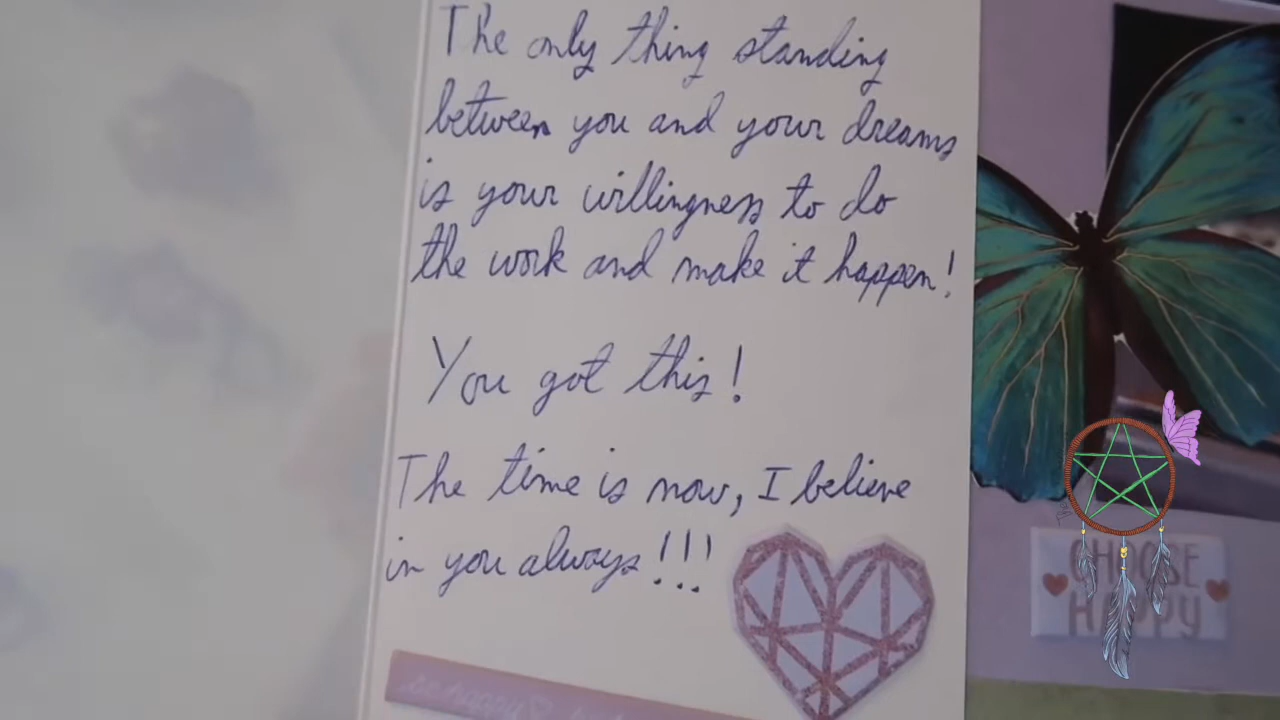 The only thing standing
between you and your dreams
is your willingness to do
the work and make it happen!
You got this!
The time is now, I believe
in you always!!!
CHOOSE
HAPPY